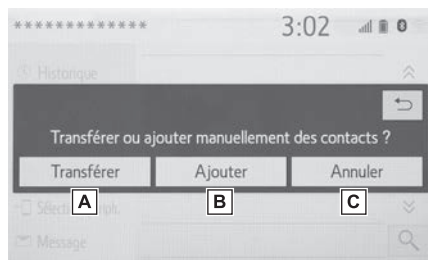 ************* 3:02
Historique
Transférer ou ajouter manuellement des contacts ?
Transférer Ajouter Annuler
A B C
Message